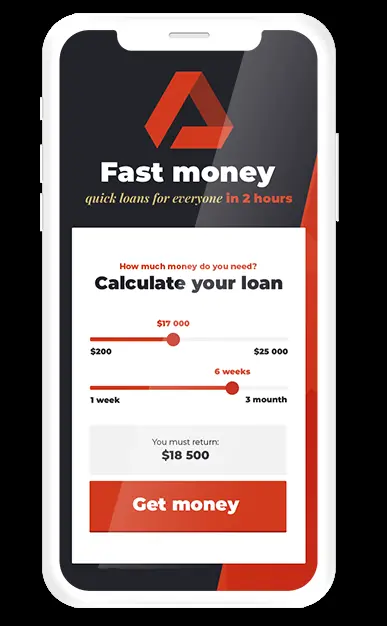 Fast money
quick loans for everyone in 2 hours
How much money do you need?
Calculate your loan
$17 000
$200 $25 000
6 weeks
1 week 3 mounth
You must return:
$18 500
Get money